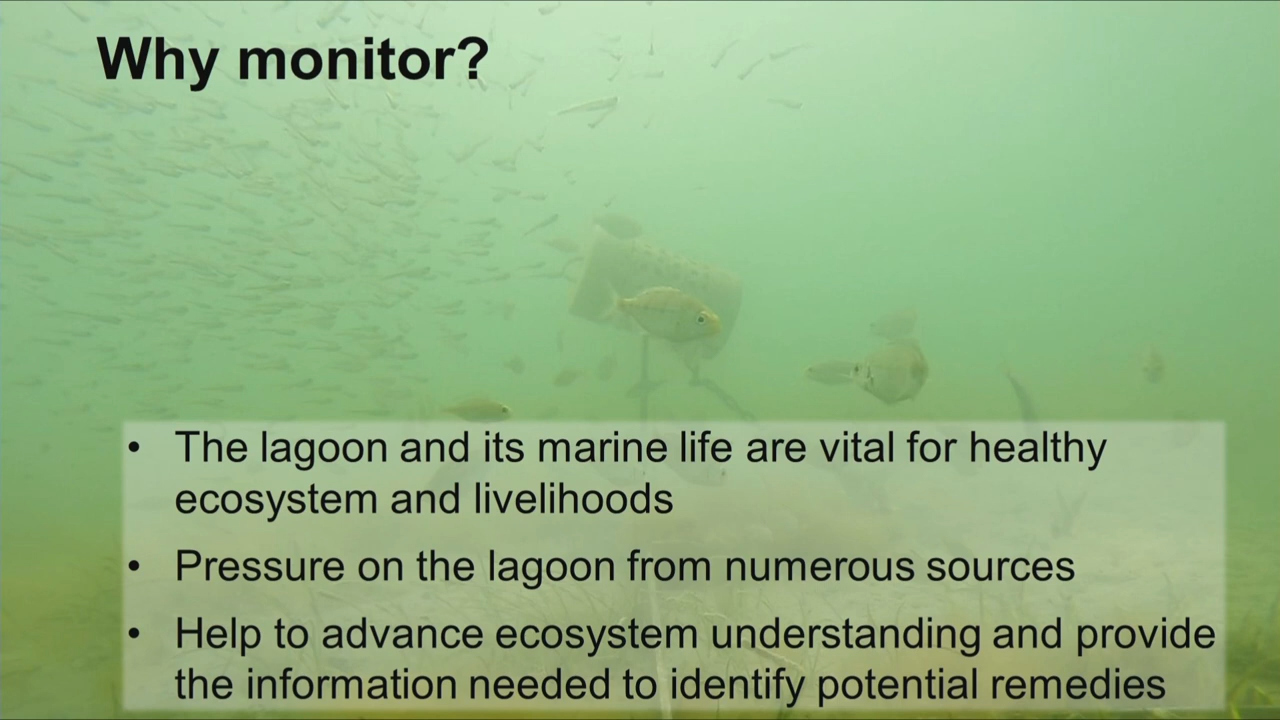 Why monitor?
• The lagoon and its marine life are vital for healthy
ecosystem and livelihoods
• Pressure on the lagoon from numerous sources
• Help to advance ecosystem understanding and provide
the information needed to identify potential remedies